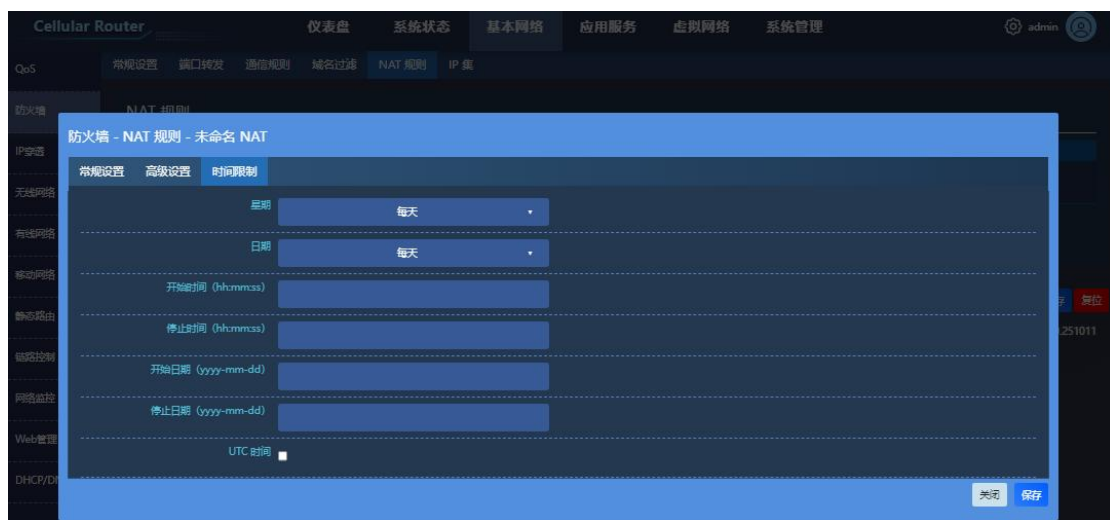 Cellular Router 仪表盘 系统状态 基本网络 应用服务 虚拟网络 系统管理 admin
QoS 常规设置 端口转发 通信规则 域名过滤 NAT 规则 IP 集
防火墙 NAT 规则
防火墙 - NAT 规则 - 未命名 NAT
IP穿透
常规设置 高级设置 时间限制
无线网络
星期 每天
有线网络
日期 每天
移动网络
开始时间 (hh:mm:ss)
复位
静态路由
停止时间 (hh:mm:ss)
251011
链路控制
开始日期 (yyyy-mm-dd)
网络监控
停止日期 (yyyy-mm-dd)
Web管理
UTC 时间
DHCP/D
关闭 保存